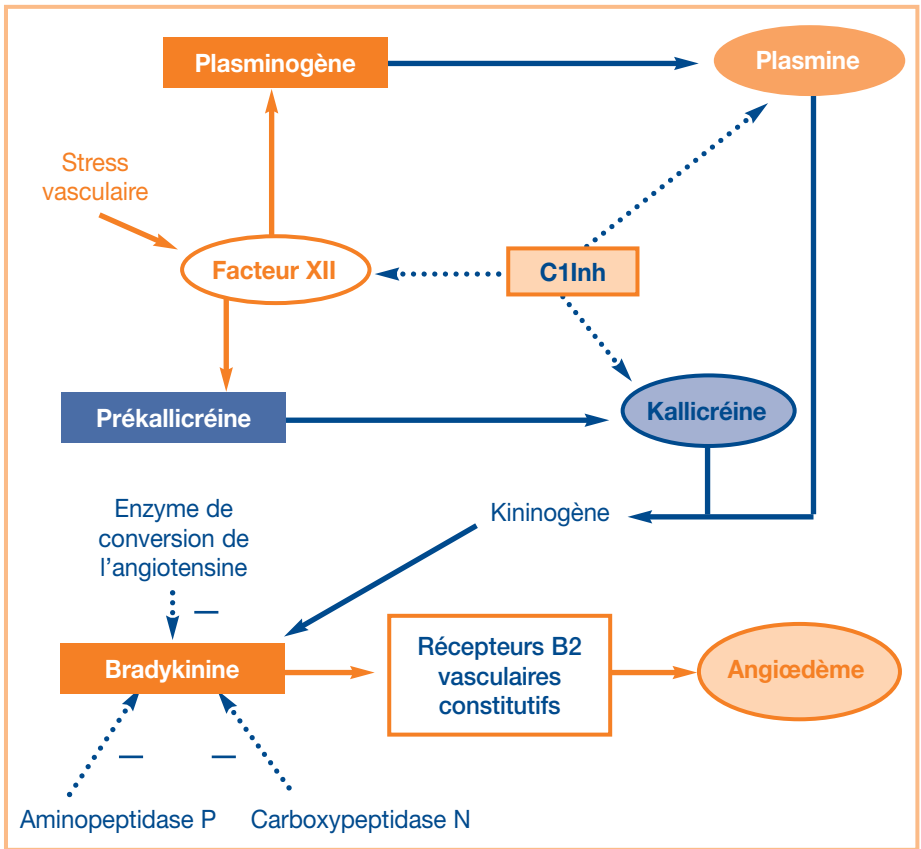 Plasminogène
Plasmine
Stress
vasculaire
Facteur XII
C1Inh
Prékallicréine
Kallicréine
Kininogène
Enzyme de
conversion de
l’angiotensine
—
Bradykinine
Récepteurs B2
vasculaires
constitutifs
Angiœdème
— —
Aminopeptidase P
Carboxypeptidase N